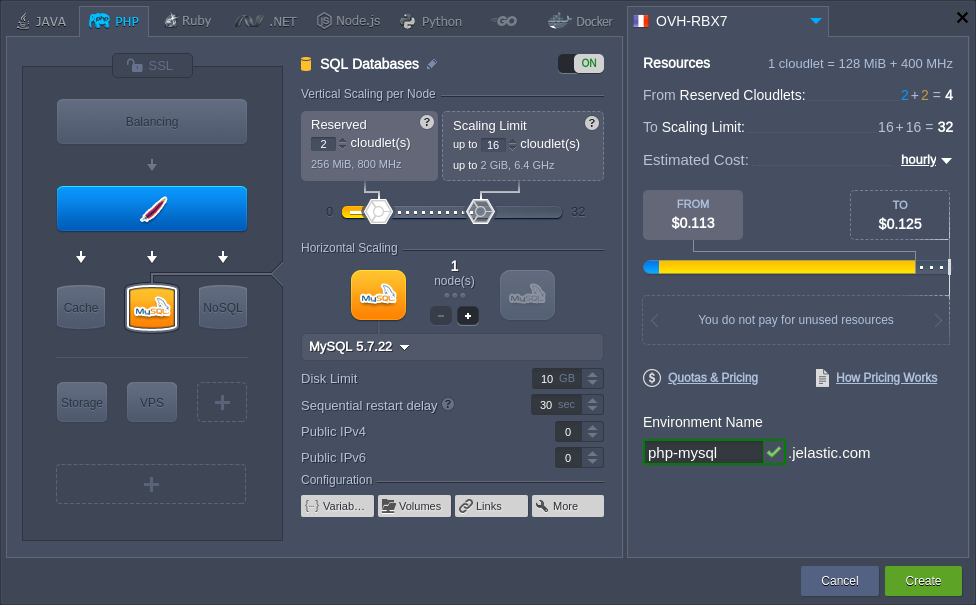 JAVA PHP Ruby .NET Node.js Python GO Docker
SSL
Balancing
Cache MySQL NoSQL
Storage VPS
SQL Databases ON
Vertical Scaling per Node
Reserved ?
2 cloudlet(s)
256 MiB, 800 MHz
Scaling Limit ?
up to 16 cloudlet(s)
up to 2 GiB, 6.4 GHz
0 32
Horizontal Scaling
MySQL
1
node(s)
MySQL
MySQL 5.7.22
Disk Limit 10 GB
Sequential restart delay ? 30 sec
Public IPv4 0
Public IPv6 0
Configuration
Variab... Volumes Links More
OVH-RBX7
Resources 1 cloudlet = 128 MiB + 400 MHz
From Reserved Cloudlets: 2 + 2 = 4
To Scaling Limit: 16 + 16 = 32
Estimated Cost: hourly
FROM
$0.113
TO
$0.125
You do not pay for unused resources
$ Quotas & Pricing How Pricing Works
Environment Name
php-mysql .jelastic.com
Cancel Create